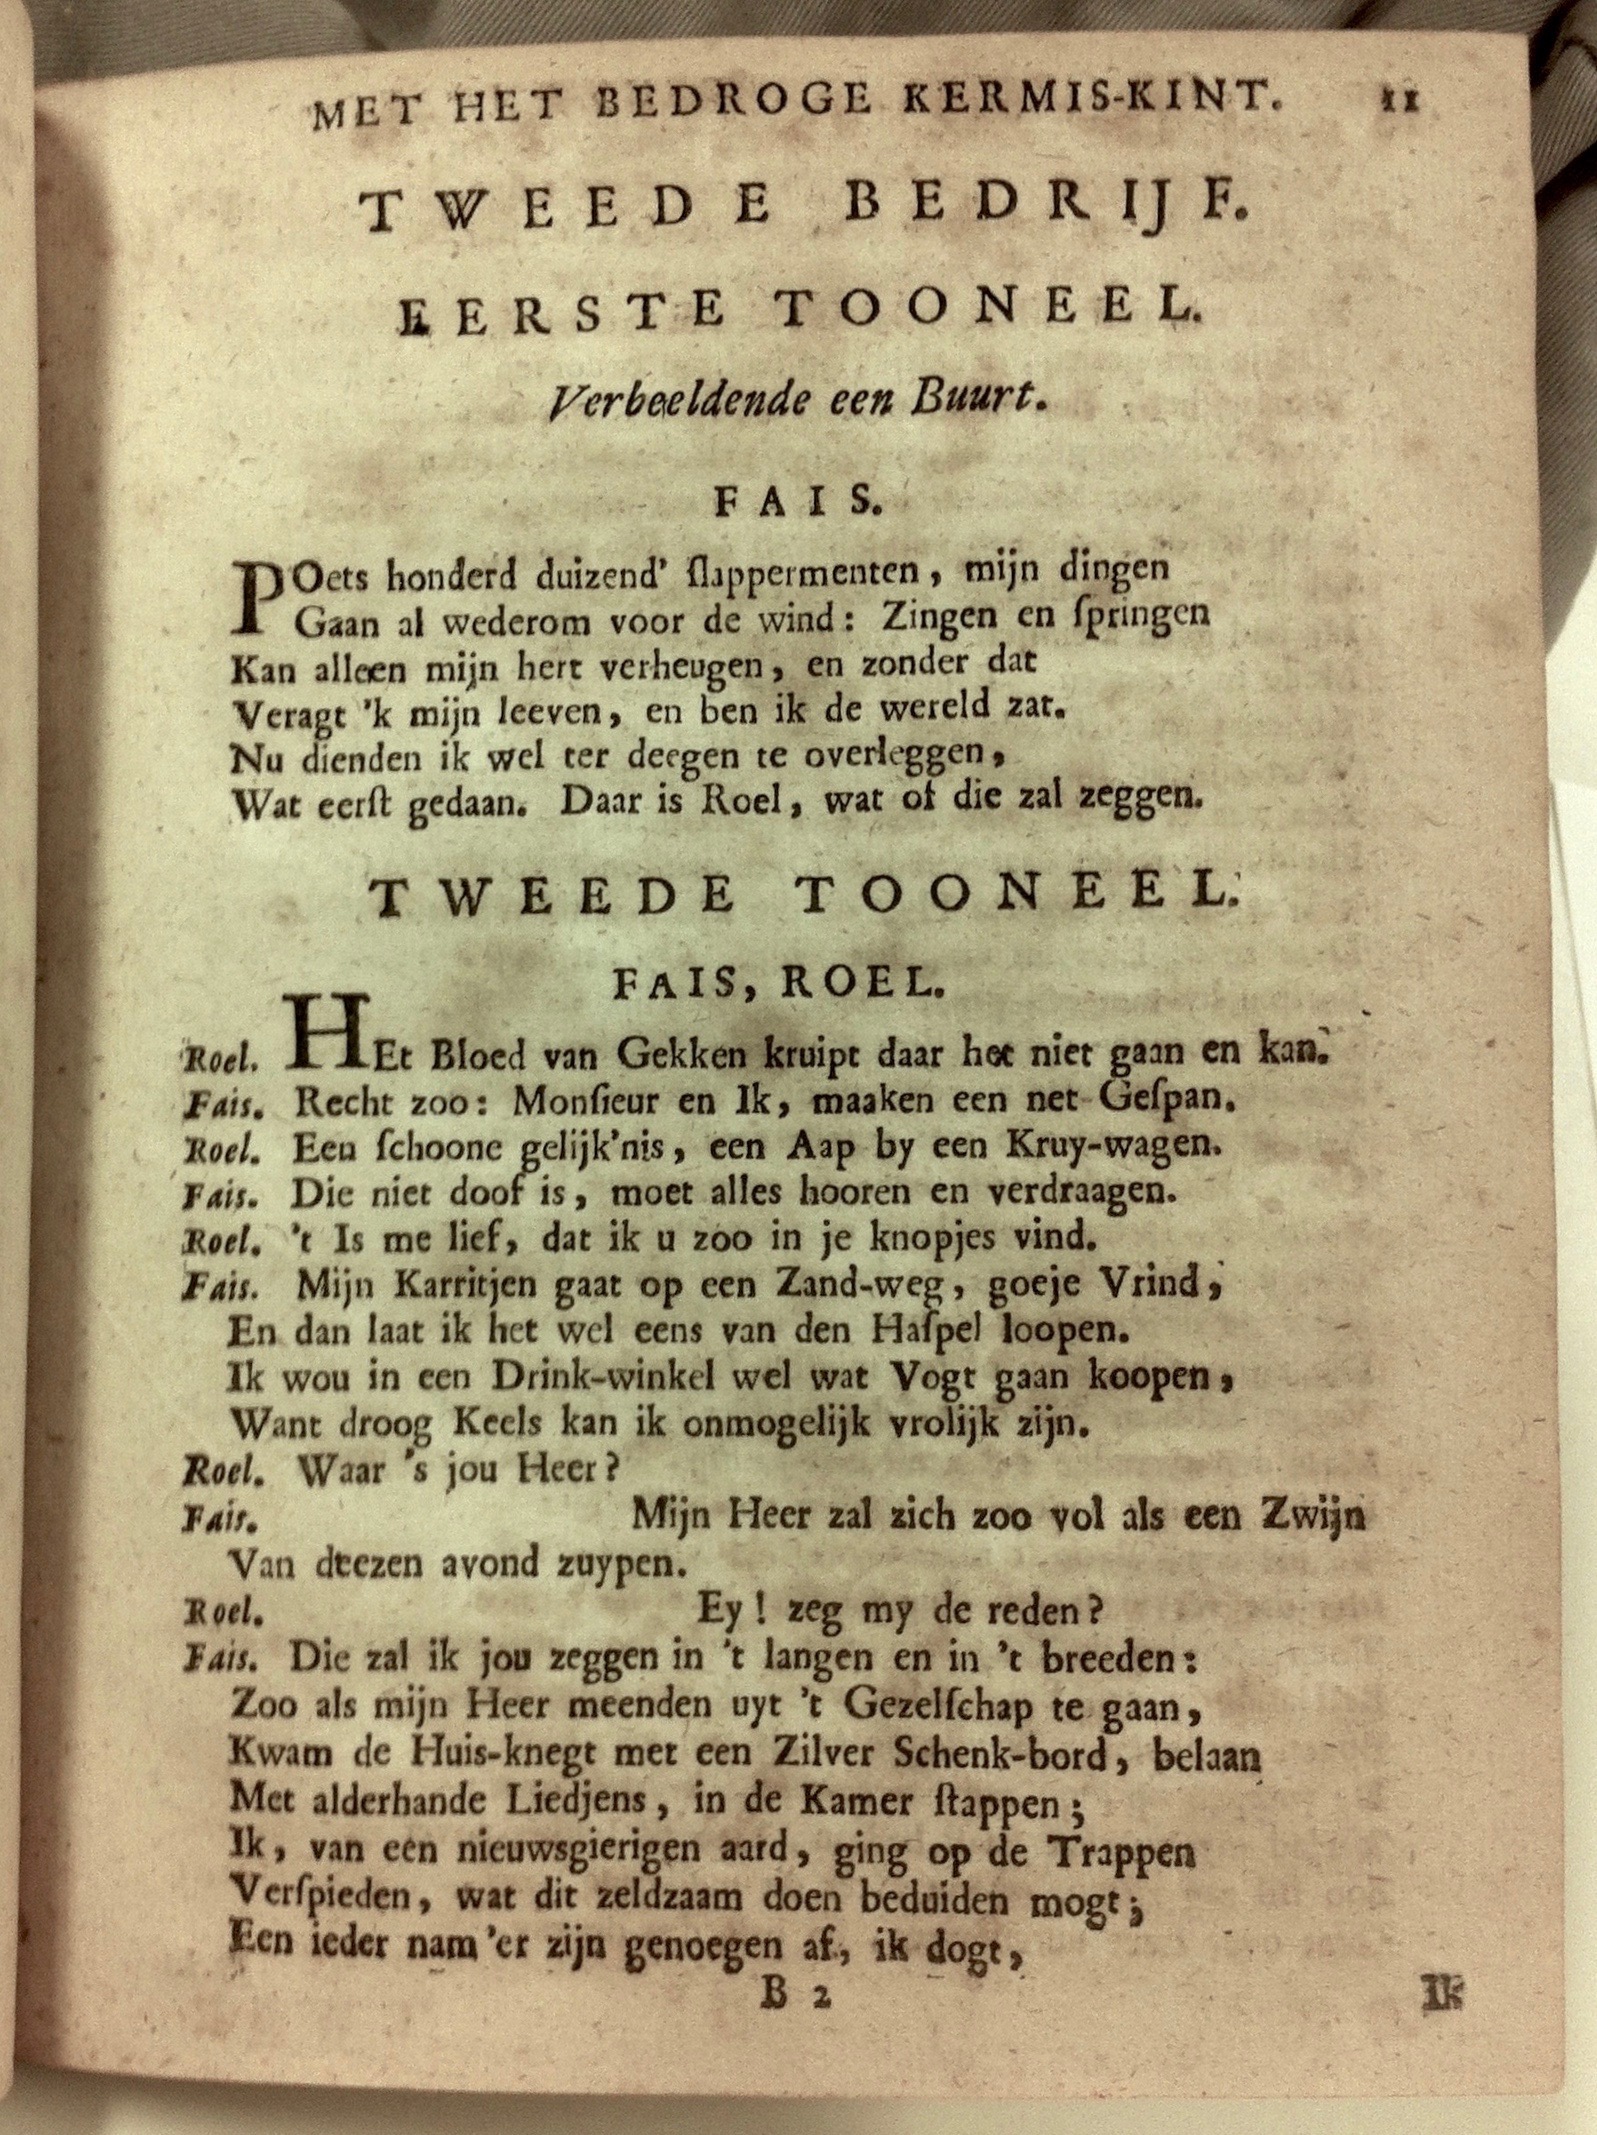 MET HET BEDROGE KERMIS-KINT. 11
TWEEDE BEDRIJF.
EERSTE TOONEEL.
Verbeeldende een Buurt.
FAIS.
POets honderd duizend' slappermenten, mijn dingen
Gaan al wederom voor de wind: Zingen en ſpringen
Kan alleen mijn hert verheugen, en zonder dat
Veragt 'k mijn leeven, en ben ik de wereld zat.
Nu dienden ik wel ter deegen te overleggen,
Wat eerſt gedaan. Daar is Roel, wat of die zal zeggen.
TWEEDE TOONEEL.
FAIS, ROEL.
Roel. HEt Bloed van Gekken kruipt daar het niet gaan en kan.
Fais. Recht zoo: Monſieur en Ik, maaken een net Geſpan.
Roel. Een ſchoone gelijk'nis, een Aap by een Kruy-wagen.
Fais. Die niet doof is, moet alles hooren en verdraagen.
Roel. 't Is me lief, dat ik u zoo in je knopjes vind.
Fais. Mijn Karritjen gaat op een Zand-weg, goeje Vrind,
En dan laat ik het wel eens van den Haſpel loopen.
Ik wou in een Drink-winkel wel wat Vogt gaan koopen,
Want droog Keels kan ik onmogelijk vrolijk zijn.
Roel. Waar 's jou Heer?
Fais. Mijn Heer zal zich zoo vol als een Zwijn
Van deezen avond zuypen.
Roel. Ey! zeg my de reden?
Fais. Die zal ik jou zeggen in 't langen en in 't breeden:
Zoo als mijn Heer meenden uyt 't Gezelſchap te gaan,
Kwam de Huis-knegt met een Zilver Schenk-bord, belaan
Met alderhande Liedjens, in de Kamer ſtappen;
Ik, van een nieuwsgierigen aard, ging op de Trappen
Verſpieden, wat dit zeldzaam doen beduiden mogt;
Een ieder nam 'er zijn genoegen af, ik dogt,
B 2 Ik